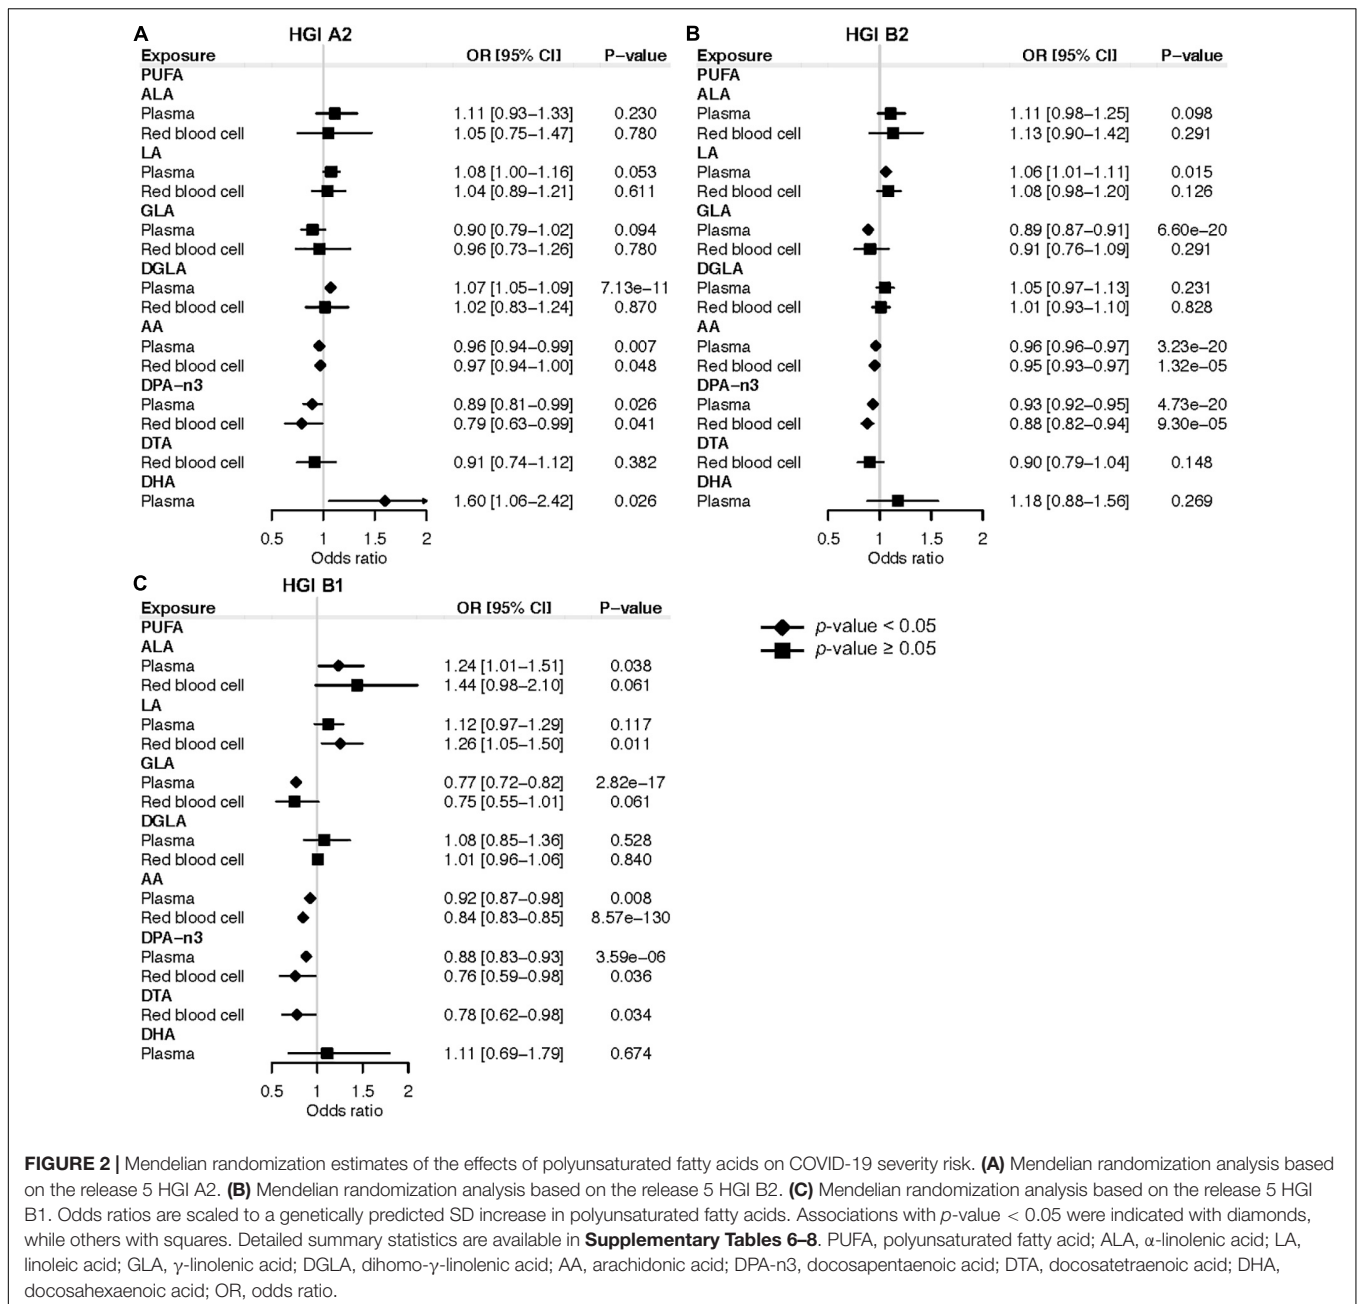 A
HGI A2
Exposure OR [95% CI] P−value
PUFA
ALA
Plasma 1.11 [0.93−1.33] 0.230
Red blood cell 1.05 [0.75−1.47] 0.780
LA
Plasma 1.08 [1.00−1.16] 0.053
Red blood cell 1.04 [0.89−1.21] 0.611
GLA
Plasma 0.90 [0.79−1.02] 0.094
Red blood cell 0.96 [0.73−1.26] 0.780
DGLA
Plasma 1.07 [1.05−1.09] 7.13e−11
Red blood cell 1.02 [0.83−1.24] 0.870
AA
Plasma 0.96 [0.94−0.99] 0.007
Red blood cell 0.97 [0.94−1.00] 0.048
DPA−n3
Plasma 0.89 [0.81−0.99] 0.026
Red blood cell 0.79 [0.63−0.99] 0.041
DTA
Red blood cell 0.91 [0.74−1.12] 0.382
DHA
Plasma 1.60 [1.06−2.42] 0.026
0.5 1 1.5 2
Odds ratio
B
HGI B2
Exposure OR [95% CI] P−value
PUFA
ALA
Plasma 1.11 [0.98−1.25] 0.098
Red blood cell 1.13 [0.90−1.42] 0.291
LA
Plasma 1.06 [1.01−1.11] 0.015
Red blood cell 1.08 [0.98−1.20] 0.126
GLA
Plasma 0.89 [0.87−0.91] 6.60e−20
Red blood cell 0.91 [0.76−1.09] 0.291
DGLA
Plasma 1.05 [0.97−1.13] 0.231
Red blood cell 1.01 [0.93−1.10] 0.828
AA
Plasma 0.96 [0.96−0.97] 3.23e−20
Red blood cell 0.95 [0.93−0.97] 1.32e−05
DPA−n3
Plasma 0.93 [0.92−0.95] 4.73e−20
Red blood cell 0.88 [0.82−0.94] 9.30e−05
DTA
Red blood cell 0.90 [0.79−1.04] 0.148
DHA
Plasma 1.18 [0.88−1.56] 0.269
0.5 1 1.5 2
Odds ratio
C
HGI B1
Exposure OR [95% CI] P−value
PUFA
ALA
Plasma 1.24 [1.01−1.51] 0.038
Red blood cell 1.44 [0.98−2.10] 0.061
LA
Plasma 1.12 [0.97−1.29] 0.117
Red blood cell 1.26 [1.05−1.50] 0.011
GLA
Plasma 0.77 [0.72−0.82] 2.82e−17
Red blood cell 0.75 [0.55−1.01] 0.061
DGLA
Plasma 1.08 [0.85−1.36] 0.528
Red blood cell 1.01 [0.96−1.06] 0.840
AA
Plasma 0.92 [0.87−0.98] 0.008
Red blood cell 0.84 [0.83−0.85] 8.57e−130
DPA−n3
Plasma 0.88 [0.83−0.93] 3.59e−06
Red blood cell 0.76 [0.59−0.98] 0.036
DTA
Red blood cell 0.78 [0.62−0.98] 0.034
DHA
Plasma 1.11 [0.69−1.79] 0.674
0.5 1 1.5 2
Odds ratio
p-value < 0.05
p-value ≥ 0.05
FIGURE 2 | Mendelian randomization estimates of the effects of polyunsaturated fatty acids on COVID-19 severity risk. (A) Mendelian randomization analysis based
on the release 5 HGI A2. (B) Mendelian randomization analysis based on the release 5 HGI B2. (C) Mendelian randomization analysis based on the release 5 HGI
B1. Odds ratios are scaled to a genetically predicted SD increase in polyunsaturated fatty acids. Associations with p-value < 0.05 were indicated with diamonds,
while others with squares. Detailed summary statistics are available in Supplementary Tables 6–8. PUFA, polyunsaturated fatty acid; ALA, α-linolenic acid; LA,
linoleic acid; GLA, γ-linolenic acid; DGLA, dihomo-γ-linolenic acid; AA, arachidonic acid; DPA-n3, docosapentaenoic acid; DTA, docosatetraenoic acid; DHA,
docosahexaenoic acid; OR, odds ratio.